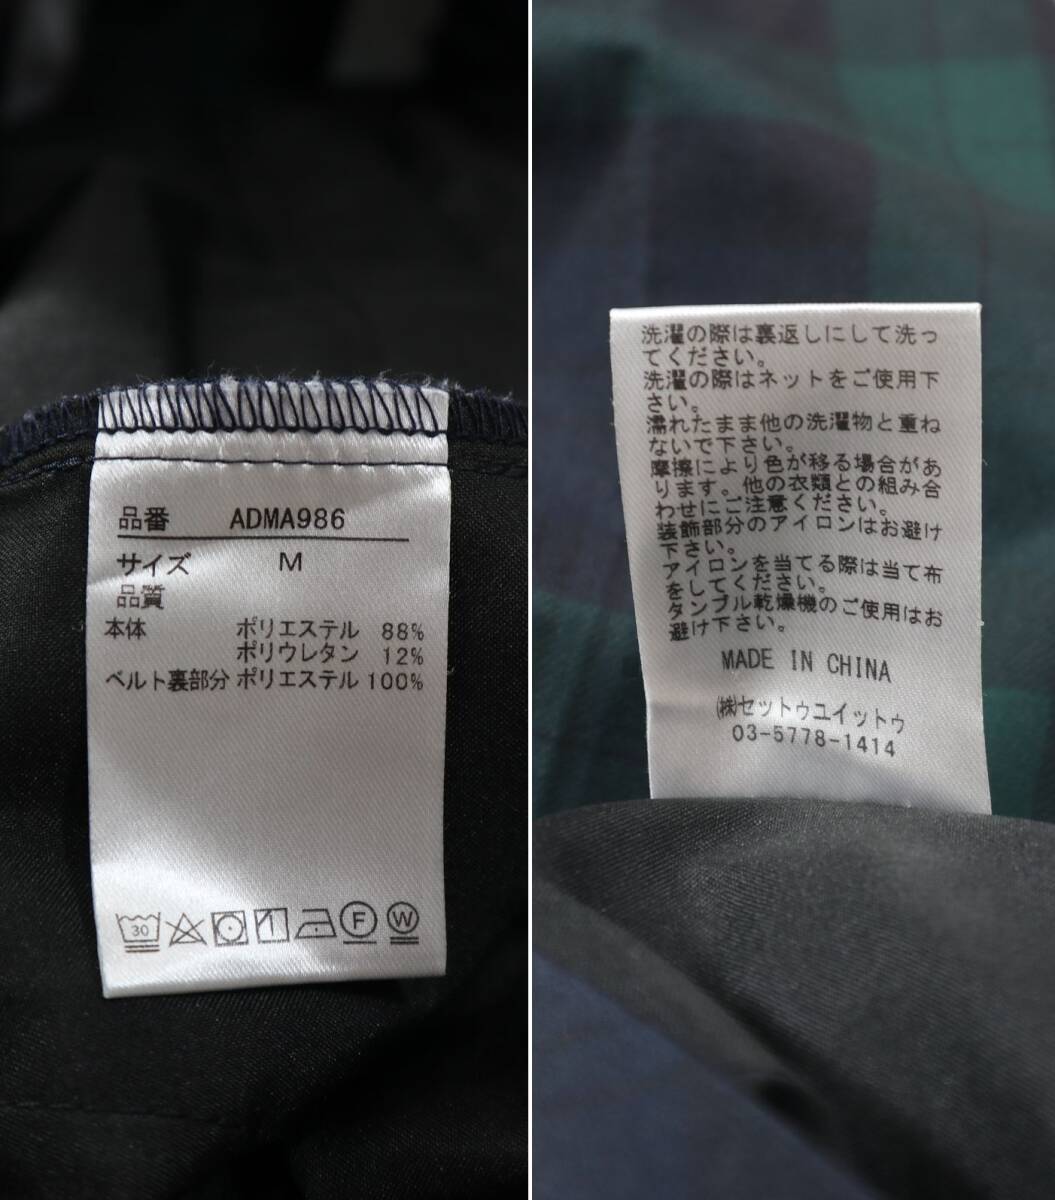 品番 ADMA986
サイズ M
品質
本体 ポリエステル 88%
ポリウレタン 12%
ベルト裏部分 ポリエステル 100%
30
F
W
洗濯の際は裏返しにして洗っ
てください。
洗濯の際はネットをご使用下
さい。
濡れたまま他の洗濯物と重ね
ないで下さい。
摩擦により色が移る場合があ
ります。他の衣類との組み合
わせにご注意ください。
装飾部分のアイロンはお避け
下さい。
アイロンを当てる際は当て布
をしてください。
タンブル乾燥機のご使用はお
避け下さい。
MADE IN CHINA
㈱セットゥユイットゥ
03-5778-1414